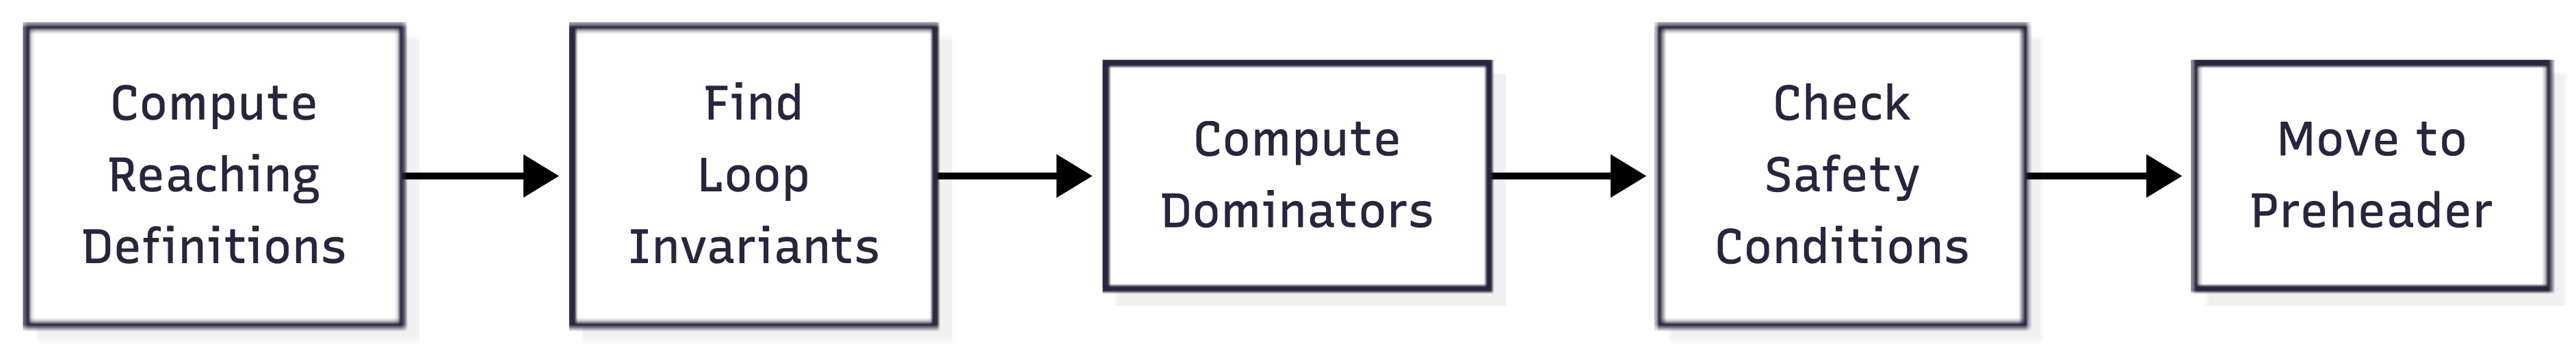 Compute
Reaching
Definitions
Find
Loop
Invariants
Compute
Dominators
Check
Safety
Conditions
Move to
Preheader